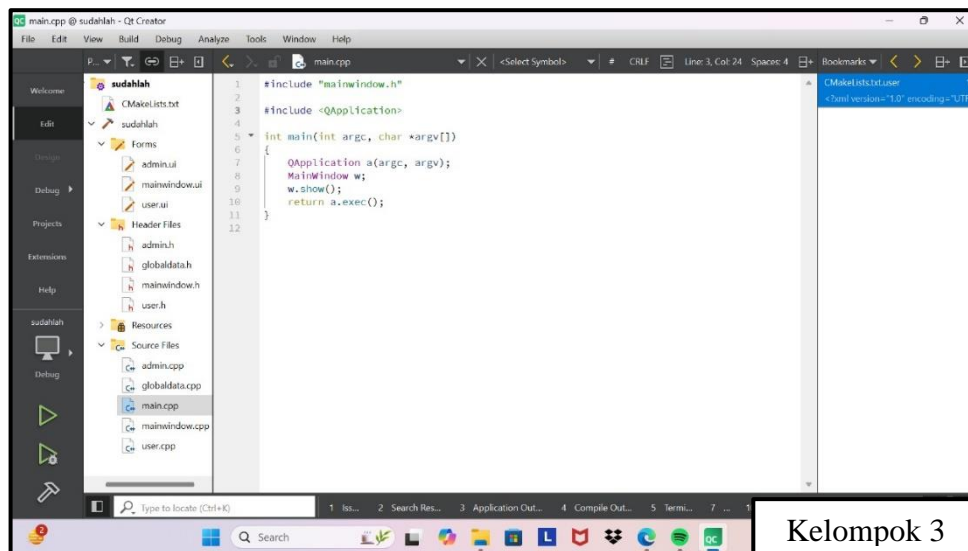 QC main.cpp @ sudahlah - Qt Creator
File Edit View Build Debug Analyze Tools Window Help
P... main.cpp <Select Symbol> # CRLF Line: 3, Col: 24 Spaces: 4 Bookmarks
Welcome
Edit
Design
Debug
Projects
Extensions
Help
sudahlah
Debug
sudahlah
CMakeLists.txt
sudahlah
Forms
admin.ui
mainwindow.ui
user.ui
Header Files
admin.h
globaldata.h
mainwindow.h
user.h
Resources
Source Files
admin.cpp
globaldata.cpp
main.cpp
mainwindow.cpp
user.cpp
1 #include "mainwindow.h"
2
3 #include <QApplication>
4
5 int main(int argc, char *argv[])
6 {
7 QApplication a(argc, argv);
8 MainWindow w;
9 w.show();
10 return a.exec();
11 }
12
CMakeLists.txt.user
<?xml version="1.0" encoding="UTF
Type to locate (Ctrl+K) 1 Iss... 2 Search Res... 3 Application Out... 4 Compile Out... 5 Termi... 7 ...
2 Search L QC
Kelompok 3